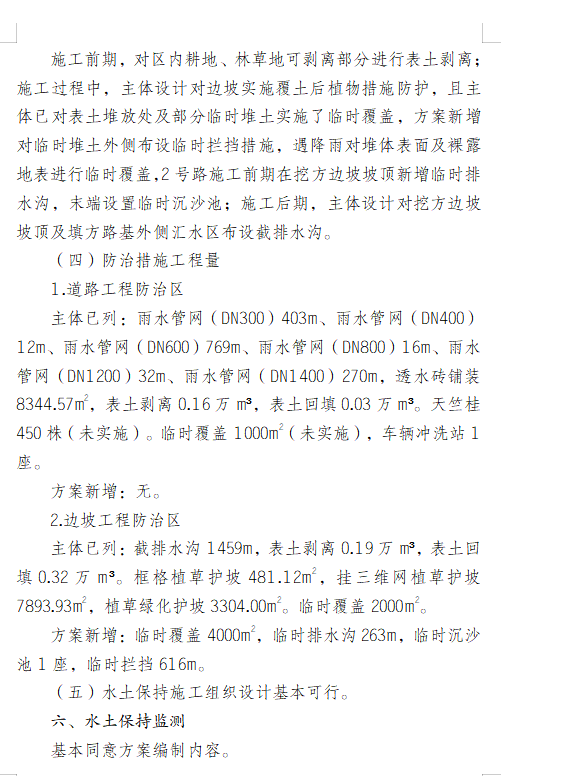 施工前期，对区内耕地、林草地可剥离部分进行表土剥离；
施工过程中，主体设计对边坡实施覆土后植物措施防护，且主
体已对表土堆放处及部分临时堆土实施了临时覆盖，方案新增
对临时堆土外侧布设临时拦挡措施，遇降雨对堆体表面及裸露
地表进行临时覆盖，2 号路施工前期在挖方边坡坡顶新增临时排
水沟，末端设置临时沉沙池；施工后期，主体设计对挖方边坡
坡顶及填方路基外侧汇水区布设截排水沟。
（四）防治措施工程量
1.道路工程防治区
主体已列：雨水管网（DN300）403m、雨水管网（DN400）
12m、雨水管网（DN600）769m、雨水管网（DN800）16m、雨水
管网（DN1200）32m、雨水管网（DN1400）270m，透水砖铺装
8344.57m²，表土剥离 0.16 万 m³，表土回填 0.03 万 m³。天竺桂
450 株（未实施）。临时覆盖 1000m²（未实施），车辆冲洗站 1
座。
方案新增：无。
2.边坡工程防治区
主体已列：截排水沟 1459m，表土剥离 0.19 万 m³，表土回
填 0.32 万 m³。框格植草护坡 481.12m²，挂三维网植草护坡
7893.93m²，植草绿化护坡 3304.00m²。临时覆盖 2000m²。
方案新增：临时覆盖 4000m²，临时排水沟 263m，临时沉沙
池 1 座，临时拦挡 616m。
（五）水土保持施工组织设计基本可行。
六、水土保持监测
基本同意方案编制内容。